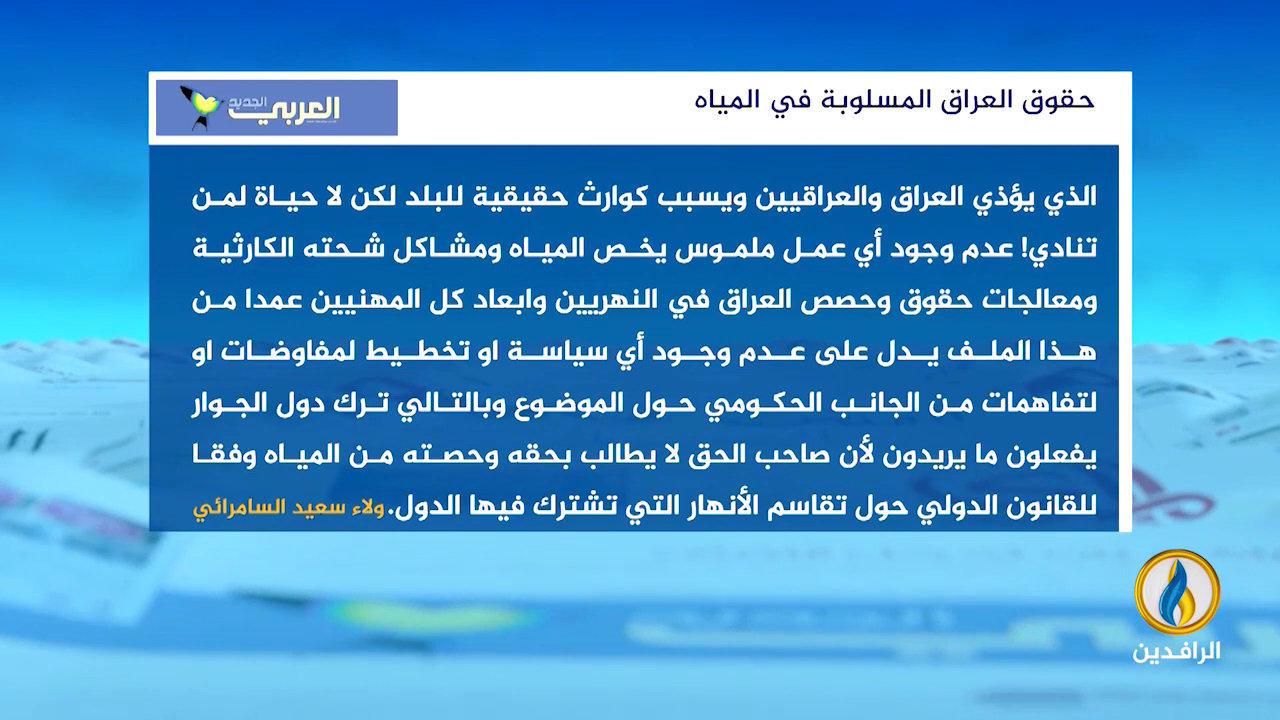 حقوق العراق المسلوبة في المياه
العربي الجديد
الذي يؤذي العراق والعراقيين ويسبب كوارث حقيقية للبلد لكن لا حياة لمن
تنادي! عدم وجود أي عمل ملموس يخص المياه ومشاكل شحته الكارثية
ومعالجات حقوق وحصص العراق في النهريين وابعاد كل المهنيين عمدا من
هذا الملف يدل على عدم وجود أي سياسة او تخطيط لمفاوضات او
لتفاهمات من الجانب الحكومي حول الموضوع وبالتالي ترك دول الجوار
يفعلون ما يريدون لأن صاحب الحق لا يطالب بحقه وحصته من المياه وفقا
للقانون الدولي حول تقاسم الأنهار التي تشترك فيها الدول. ولاء سعيد السامرائي
الرافدين